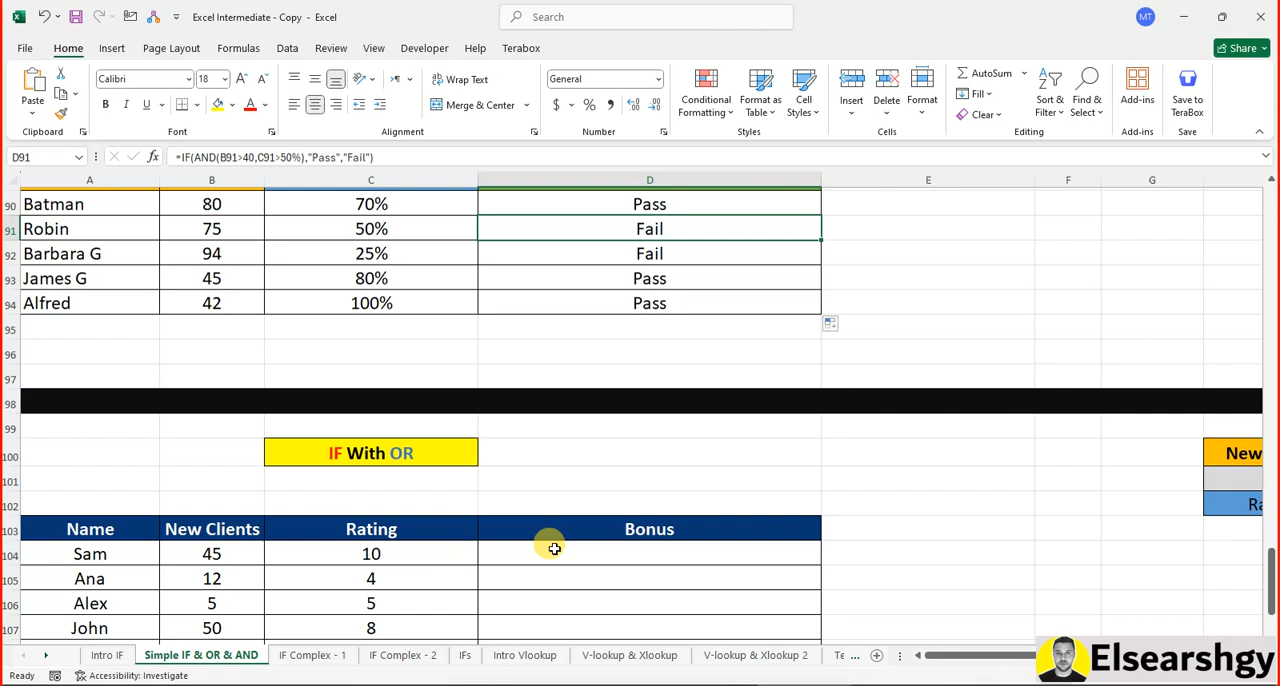 Excel Intermediate - Copy - Excel
Search
MT
File Home Insert Page Layout Formulas Data Review View Developer Help Terabox
Share
Paste
Clipboard
Calibri 18
B I U
Font
Wrap Text
Merge & Center
Alignment
General
$ % 9
Number
Conditional Formatting
Format as Table
Cell Styles
Styles
Insert Delete Format
Cells
AutoSum
Fill
Clear
Sort & Filter
Find & Select
Editing
Add-ins
Add-ins
Save to TeraBox
Save
D91 fx =IF(AND(B91>40,C91>50%),"Pass","Fail")
A B C D E F G
90 Batman 80 70% Pass
91 Robin 75 50% Fail
92 Barbara G 94 25% Fail
93 James G 45 80% Pass
94 Alfred 42 100% Pass
95
96
97
98
99
100 IF With OR New
101
102 Ra
103 Name New Clients Rating Bonus
104 Sam 45 10
105 Ana 12 4
106 Alex 5 5
107 John 50 8
Intro IF Simple IF & OR & AND IF Complex - 1 IF Complex - 2 IFs Intro Vlookup V-lookup & Xlookup V-lookup & Xlookup 2 Te ...
Ready Accessibility: Investigate
Elsearshgy